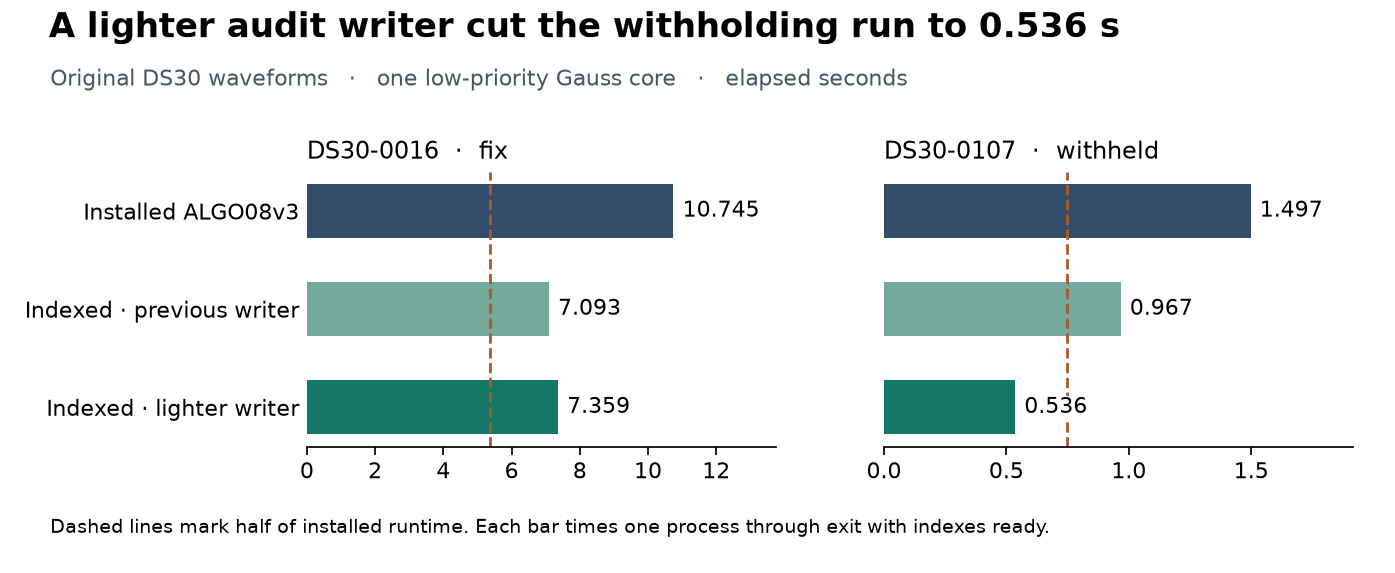 A lighter audit writer cut the withholding run to 0.536 s
Original DS30 waveforms · one low-priority Gauss core · elapsed seconds
DS30-0016 · fix
DS30-0107 · withheld
Installed ALGO08v3
10.745
1.497
Indexed · previous writer
7.093
0.967
Indexed · lighter writer
7.359
0.536
0 2 4 6 8 10 12
0.0 0.5 1.0 1.5
Dashed lines mark half of installed runtime. Each bar times one process through exit with indexes ready.